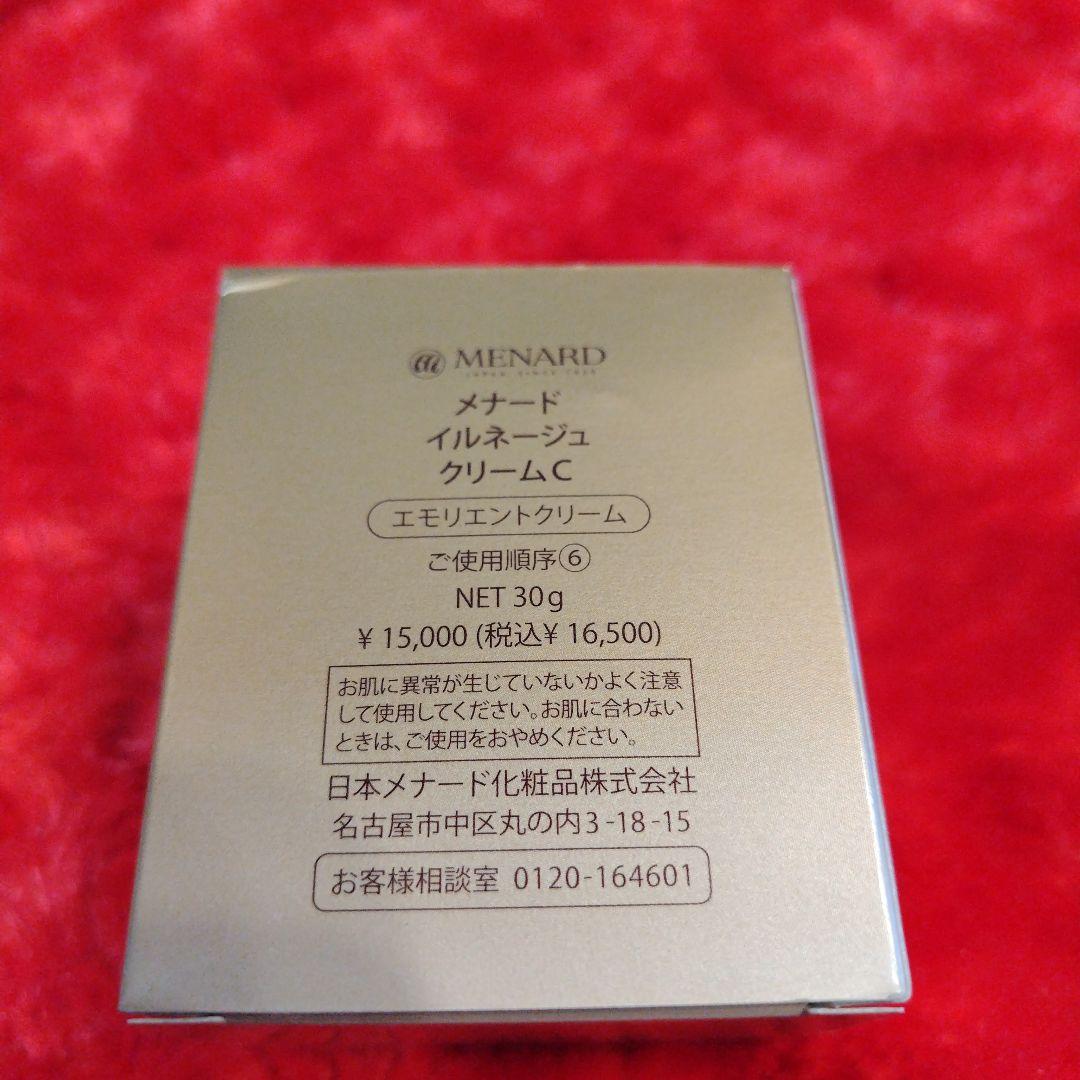 MENARD
JAPAN SINCE 1959
メナード
イルネージュ
クリームC
エモリエントクリーム
ご使用順序⑥
NET 30g
¥ 15,000 (税込¥ 16,500)
お肌に異常が生じていないかよく注意
して使用してください。お肌に合わない
ときは、ご使用をおやめください。
日本メナード化粧品株式会社
名古屋市中区丸の内3-18-15
お客様相談室 0120-164601